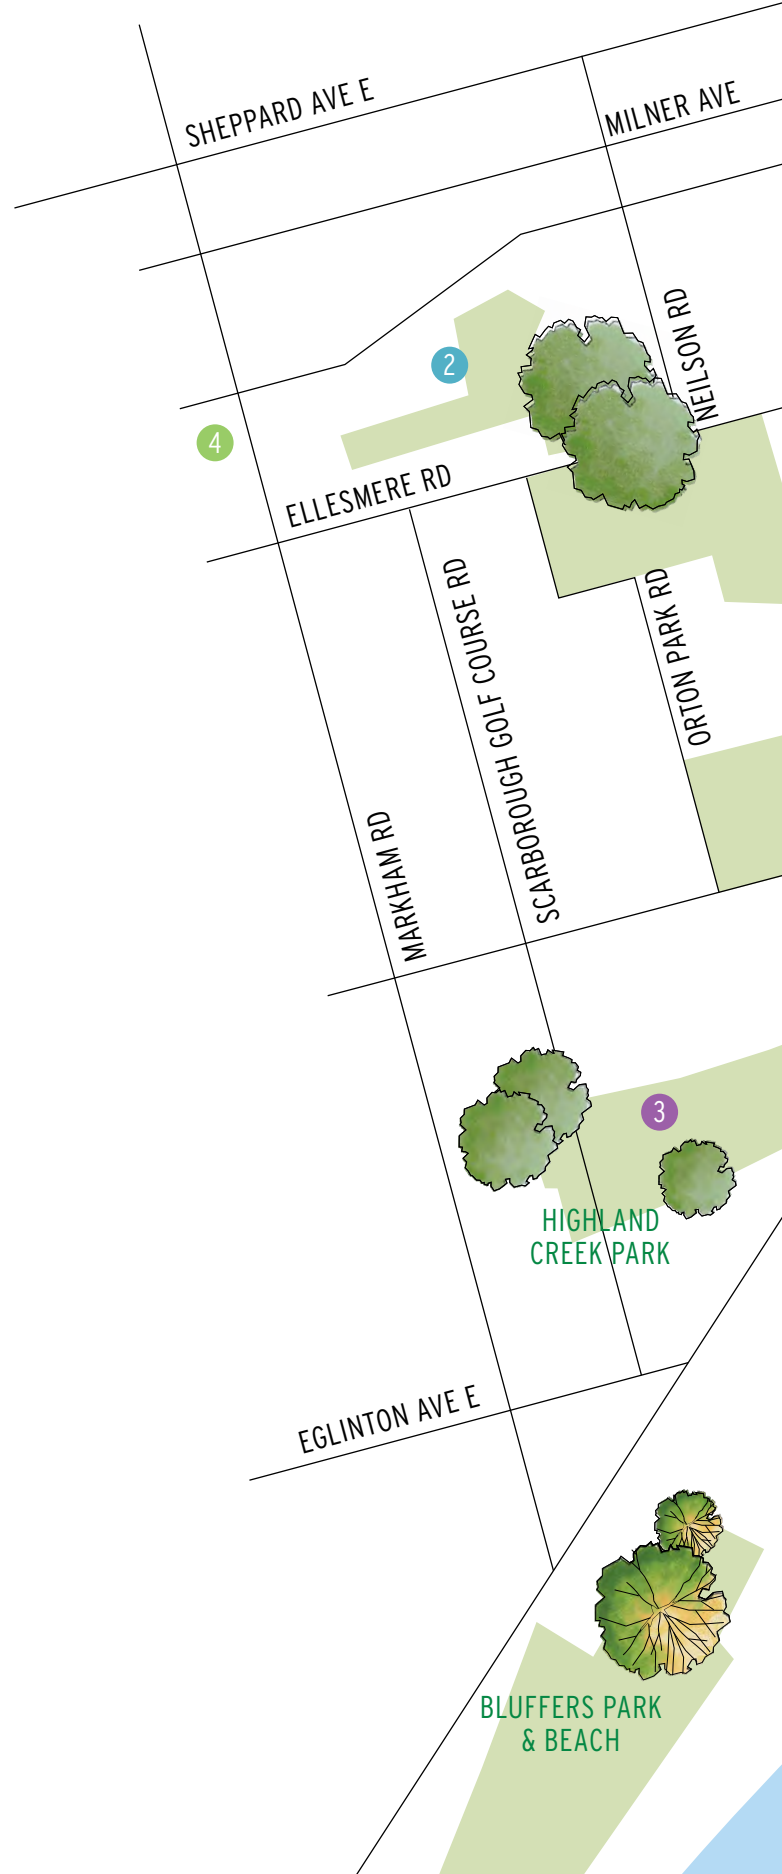 SHEPPARD AVE E
MILNER AVE
NEILSON RD
2
4
ELLESMERE RD
SCARBOROUGH GOLF COURSE RD
ORTON PARK RD
MARKHAM RD
3
HIGHLAND
CREEK PARK
EGLINTON AVE E
BLUFFERS PARK
& BEACH